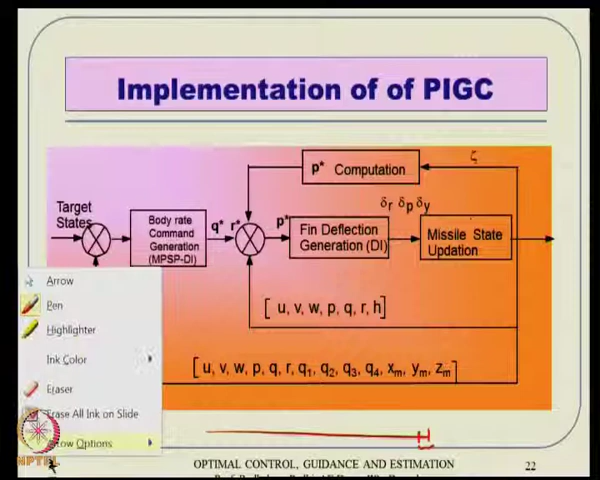 Implementation of of PIGC
p* Computation
ζ
Target
States
Body rate
Command
Generation
(MPSP-DI)
q* r*
p*
Fin Deflection
Generation (DI)
δr δp δy
Missile State
Updation
[ u, v, w, p, q, r, h]
[ u, v, w, p, q, r, q1, q2, q3, q4, xm, ym, zm]
Arrow
Pen
Highlighter
Ink Color
Eraser
Erase All Ink on Slide
Options
NPTEL
OPTIMAL CONTROL, GUIDANCE AND ESTIMATION
22